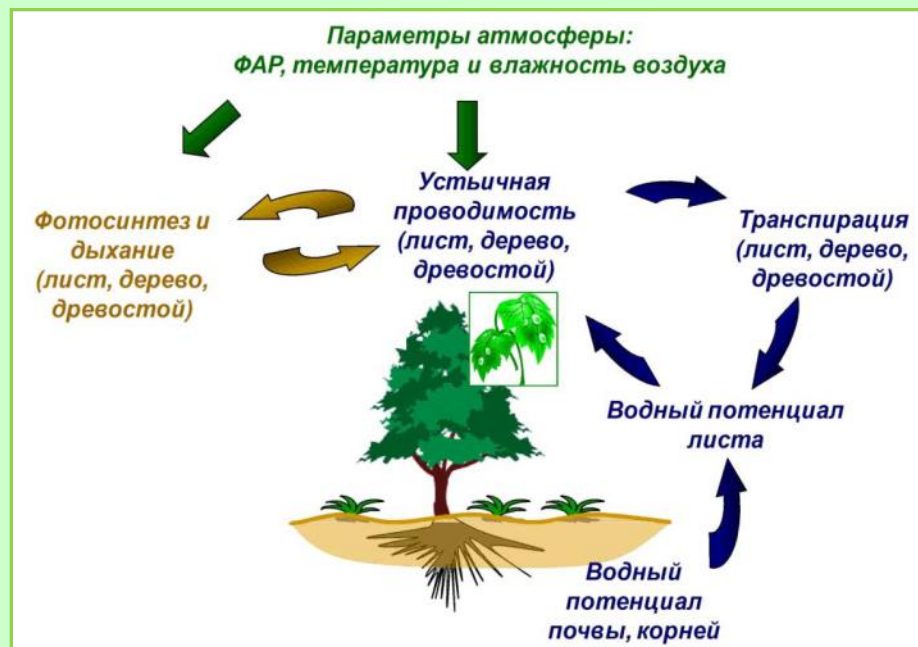 Параметры атмосферы:
ФАР, температура и влажность воздуха
Устьичная
проводимость
(лист, дерево,
древостой)
Фотосинтез и
дыхание
(лист, дерево,
древостой)
Транспирация
(лист, дерево,
древостой)
Водный потенциал
листа
Водный
потенциал
почвы, корней